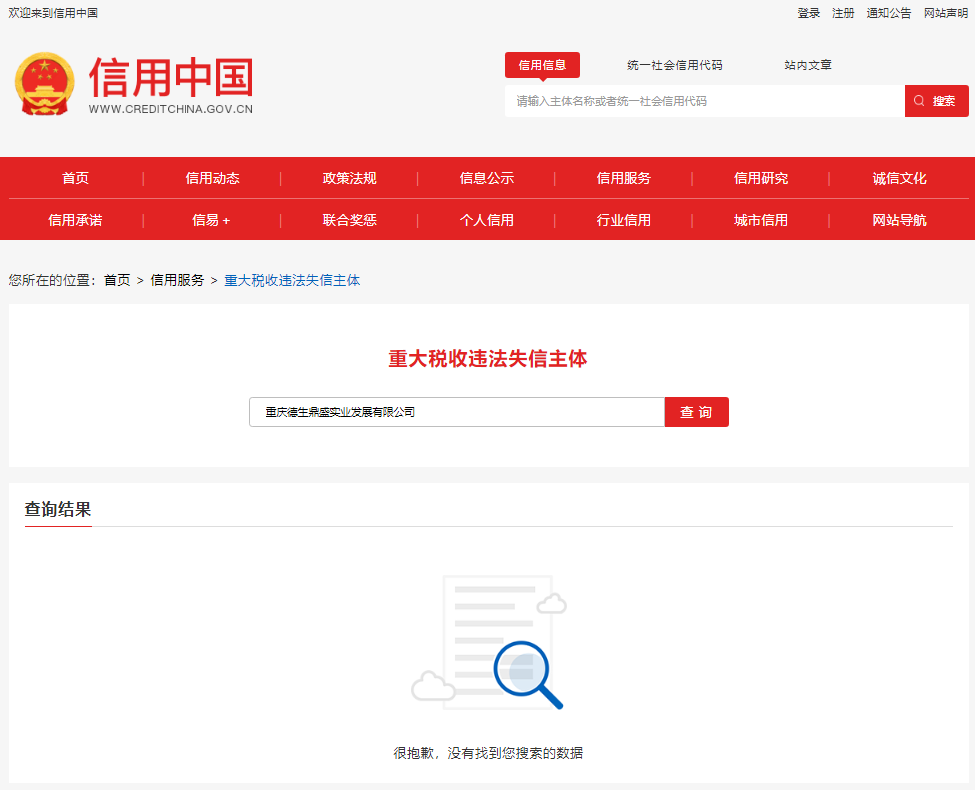 欢迎来到信用中国
登录 注册 通知公告 网站声明
信用中国
WWW.CREDITCHINA.GOV.CN
信用信息 统一社会信用代码 站内文章
请输入主体名称或者统一社会信用代码 搜索
首页 信用动态 政策法规 信息公示 信用服务 信用研究 诚信文化
信用承诺 信易+ 联合奖惩 个人信用 行业信用 城市信用 网站导航
您所在的位置：首页 > 信用服务 > 重大税收违法失信主体
重大税收违法失信主体
重庆德生鼎盛实业发展有限公司 查 询
查询结果
很抱歉，没有找到您搜索的数据